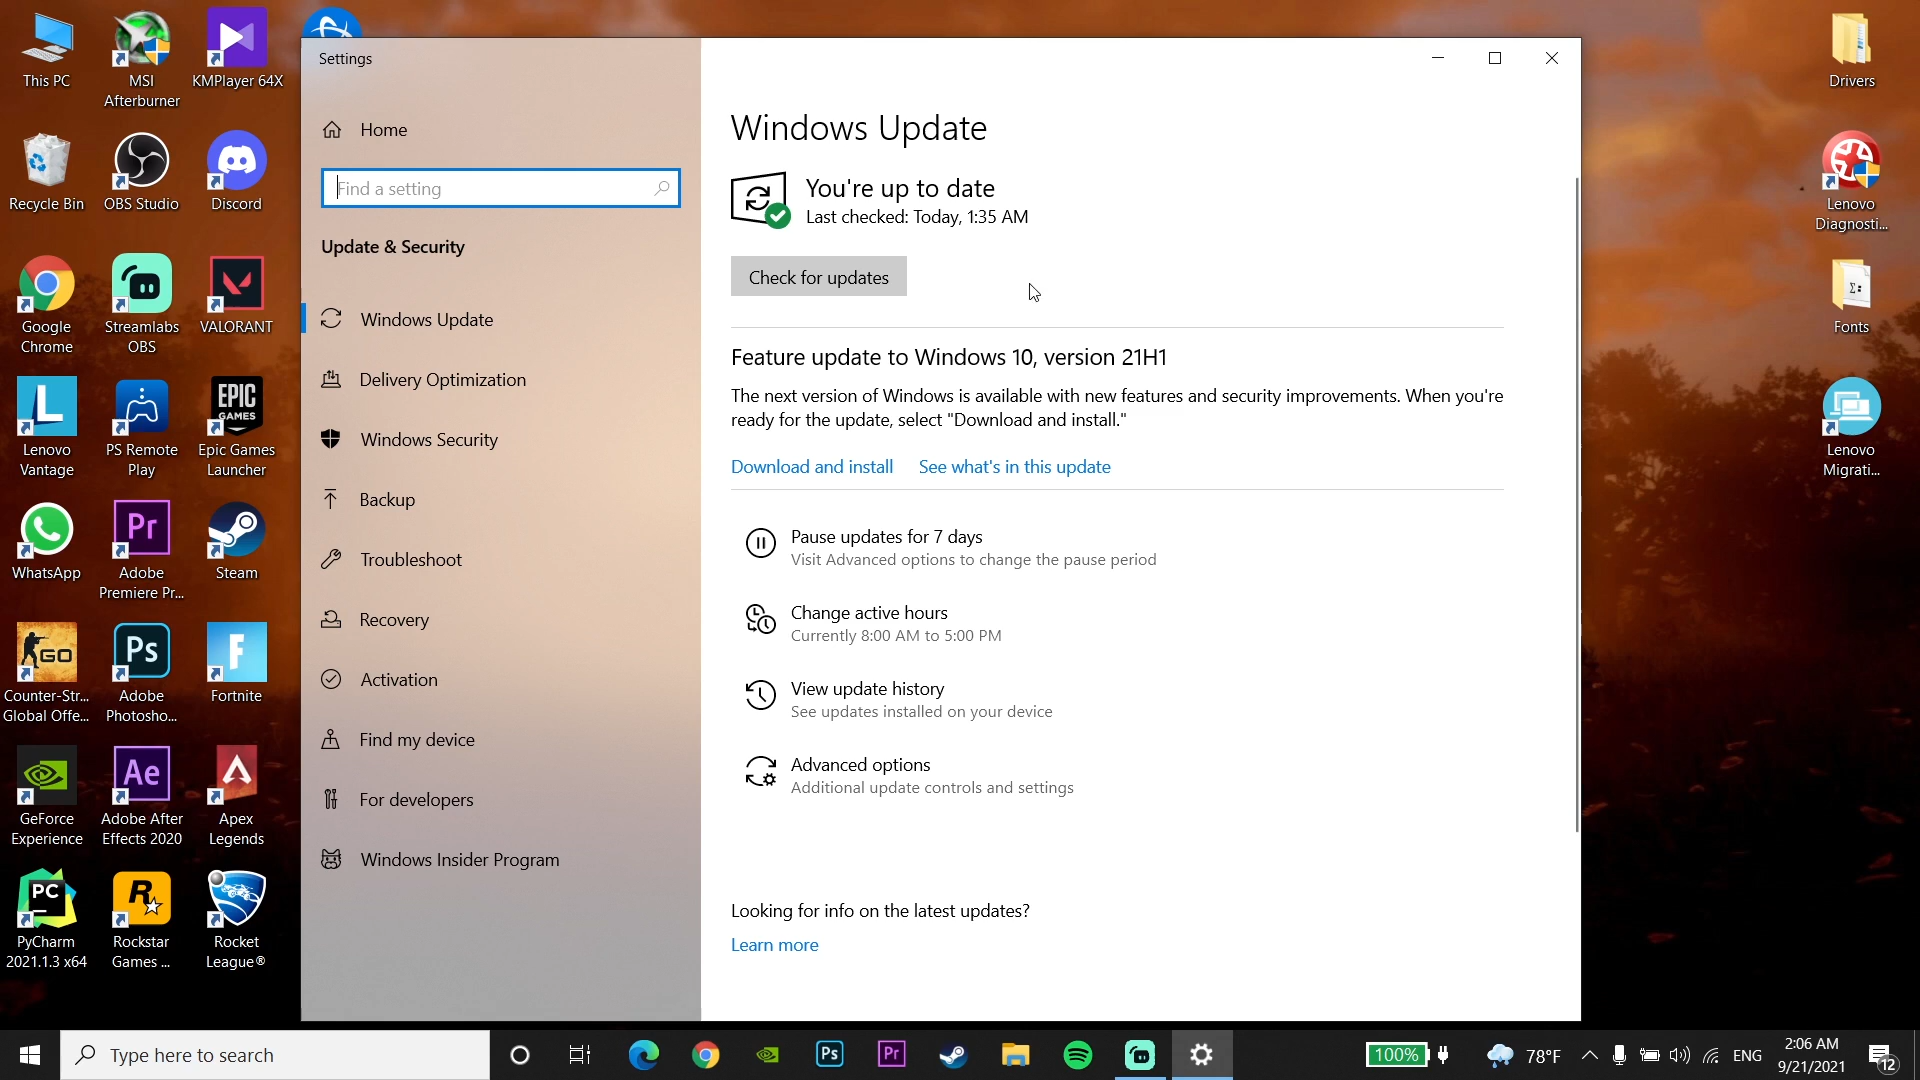 This PC
MSI
Afterburner
KMPlayer 64X
Recycle Bin
OBS Studio
Discord
Google
Chrome
Streamlabs
OBS
VALORANT
Lenovo
Vantage
PS Remote
Play
EPIC
GAMES
Epic Games
Launcher
WhatsApp
Pr
Adobe
Premiere Pr...
Steam
GO
Counter-Str...
Global Offe...
Ps
Adobe
Photosho...
F
Fortnite
GeForce
Experience
Ae
Adobe After
Effects 2020
Apex
Legends
PC
PyCharm
2021.1.3 x64
R
Rockstar
Games ...
Rocket
League®
Settings
Home
Find a setting
Update & Security
Windows Update
Delivery Optimization
Windows Security
Backup
Troubleshoot
Recovery
Activation
Find my device
For developers
Windows Insider Program
Windows Update
You're up to date
Last checked: Today, 1:35 AM
Check for updates
Feature update to Windows 10, version 21H1
The next version of Windows is available with new features and security improvements. When you're
ready for the update, select "Download and install."
Download and install See what's in this update
Pause updates for 7 days
Visit Advanced options to change the pause period
Change active hours
Currently 8:00 AM to 5:00 PM
View update history
See updates installed on your device
Advanced options
Additional update controls and settings
Looking for info on the latest updates?
Learn more
Drivers
Lenovo
Diagnosti...
Fonts
Lenovo
Migrati...
Type here to search
Ps
Pr
100%
78°F
ENG
2:06 AM
9/21/2021
12